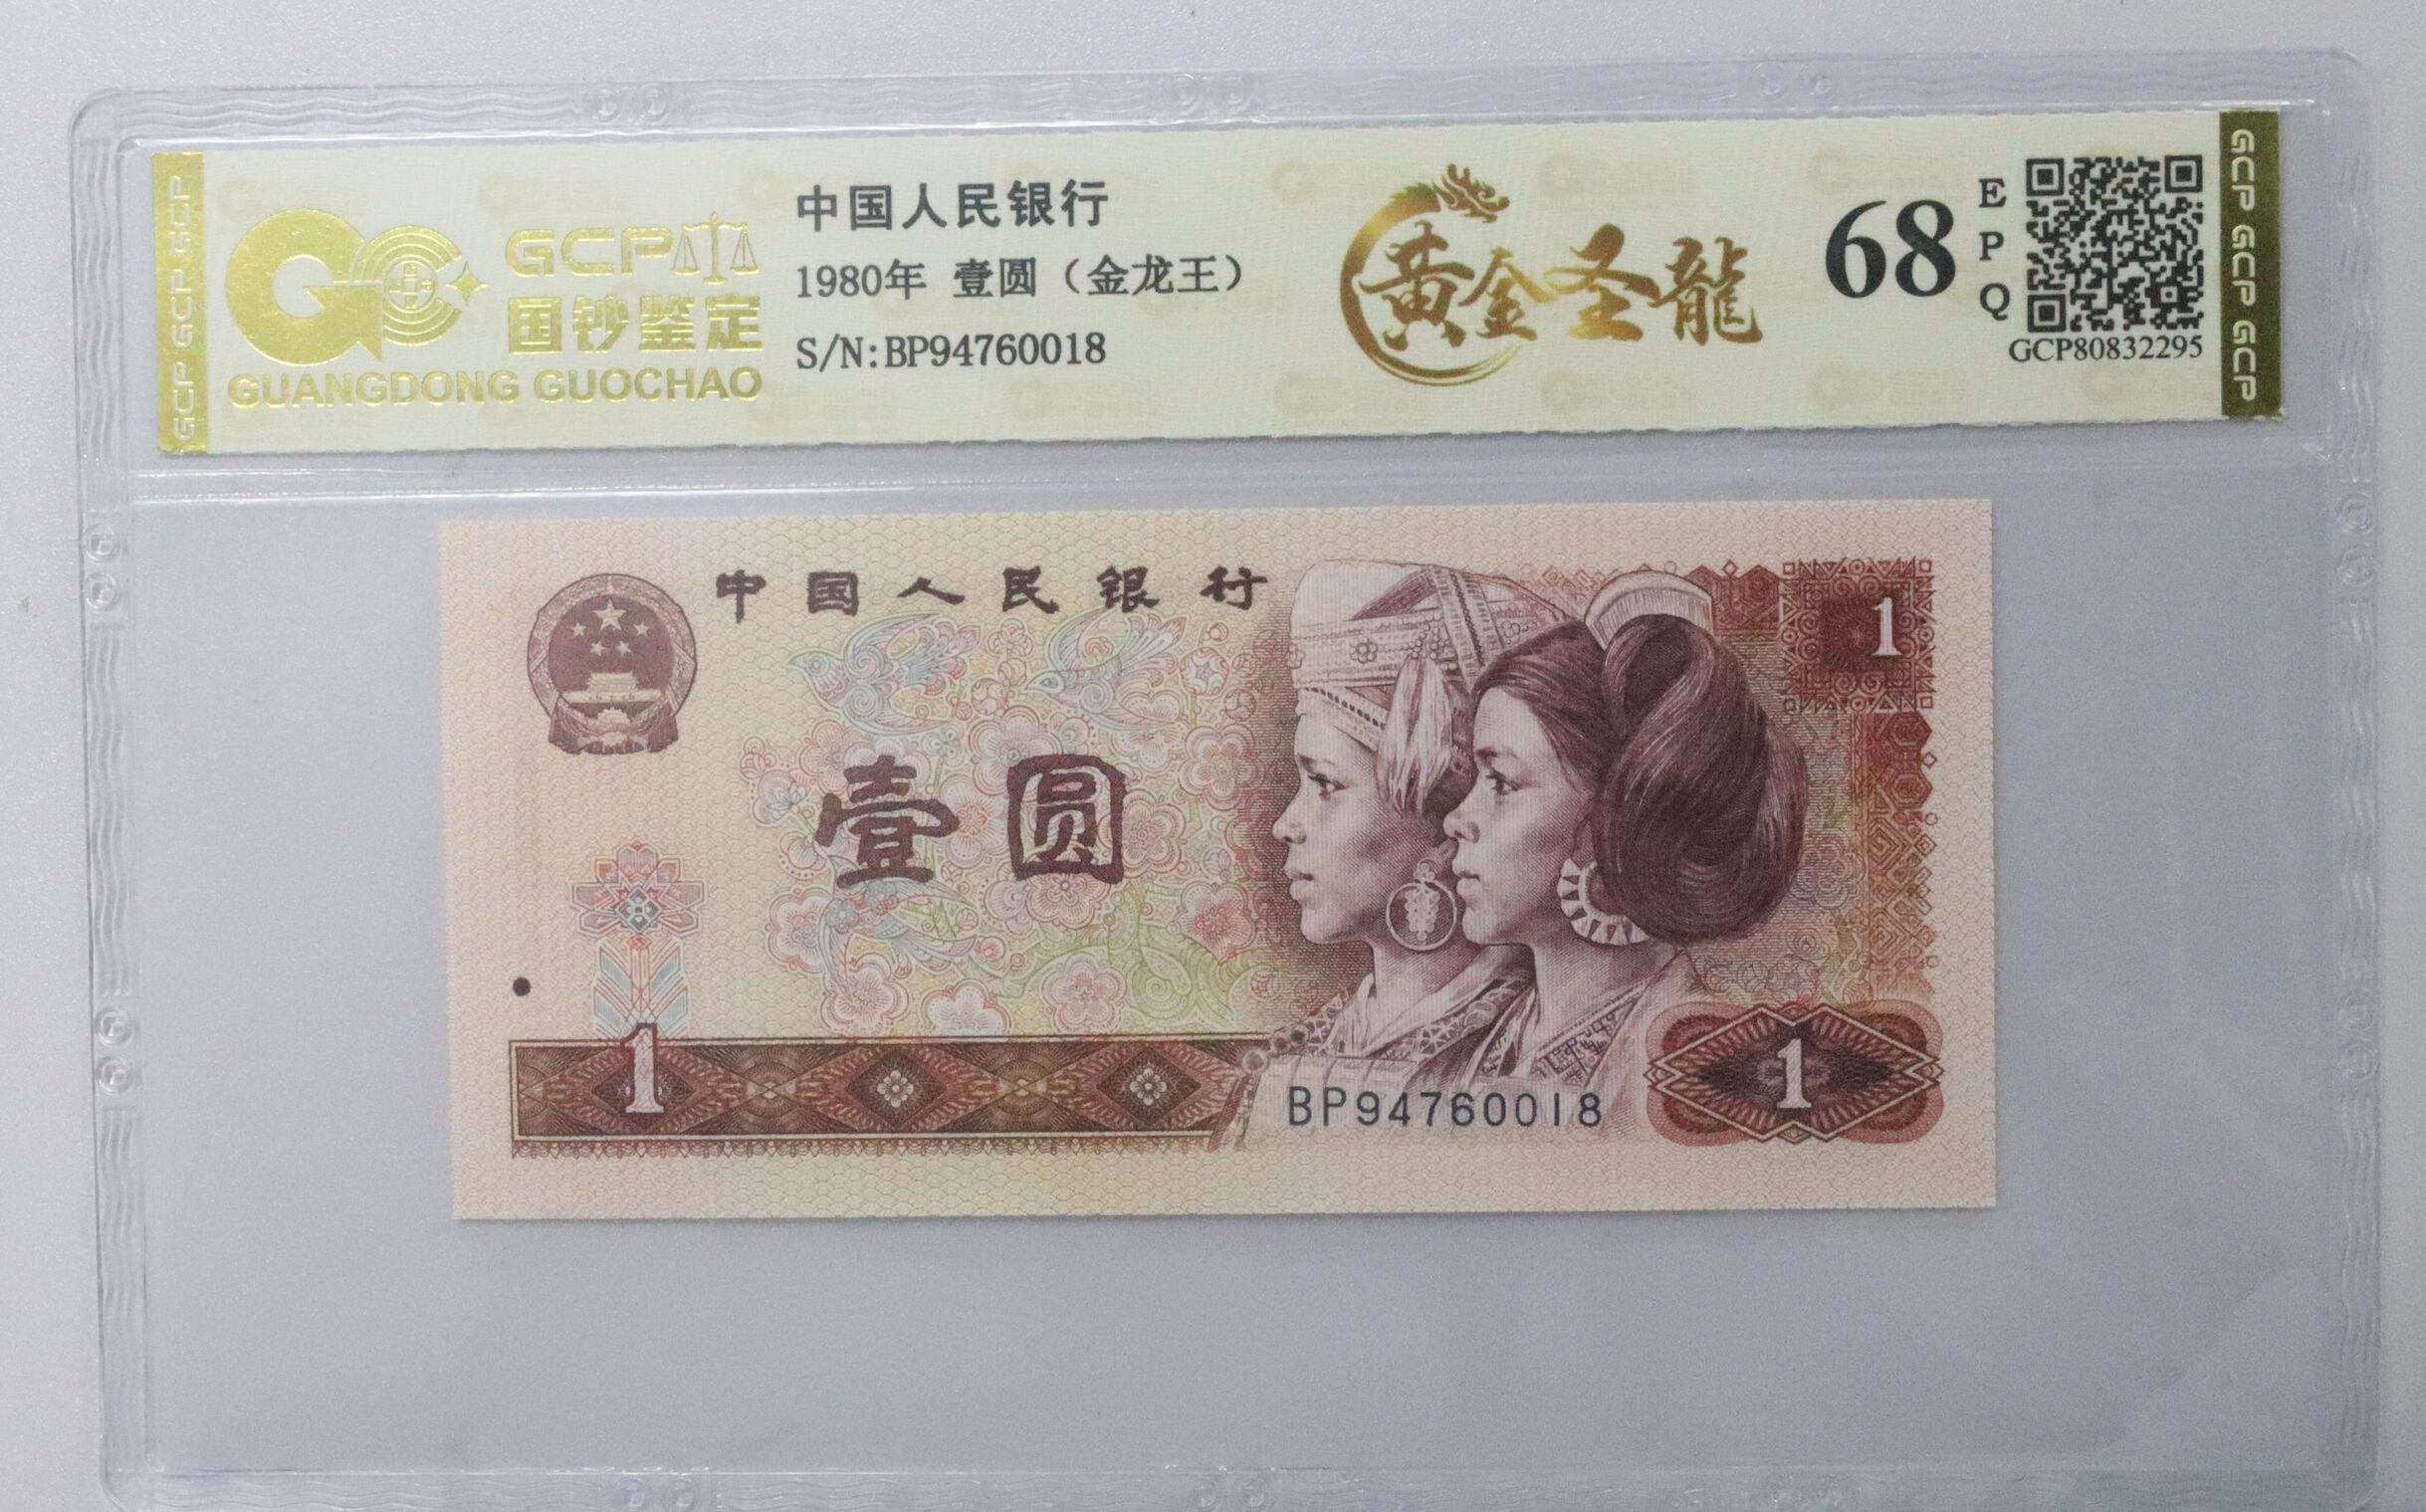 GCP GCP GCP
GCP
国钞鉴定
GUANGDONG GUOCHAO
中国人民银行
1980年 壹圆（金龙王）
S/N:BP94760018
黄金圣龍
68
E
P
Q
GCP80832295
GCP GCP GCP
中国人民银行
1
壹圆
1
BP94760018
1